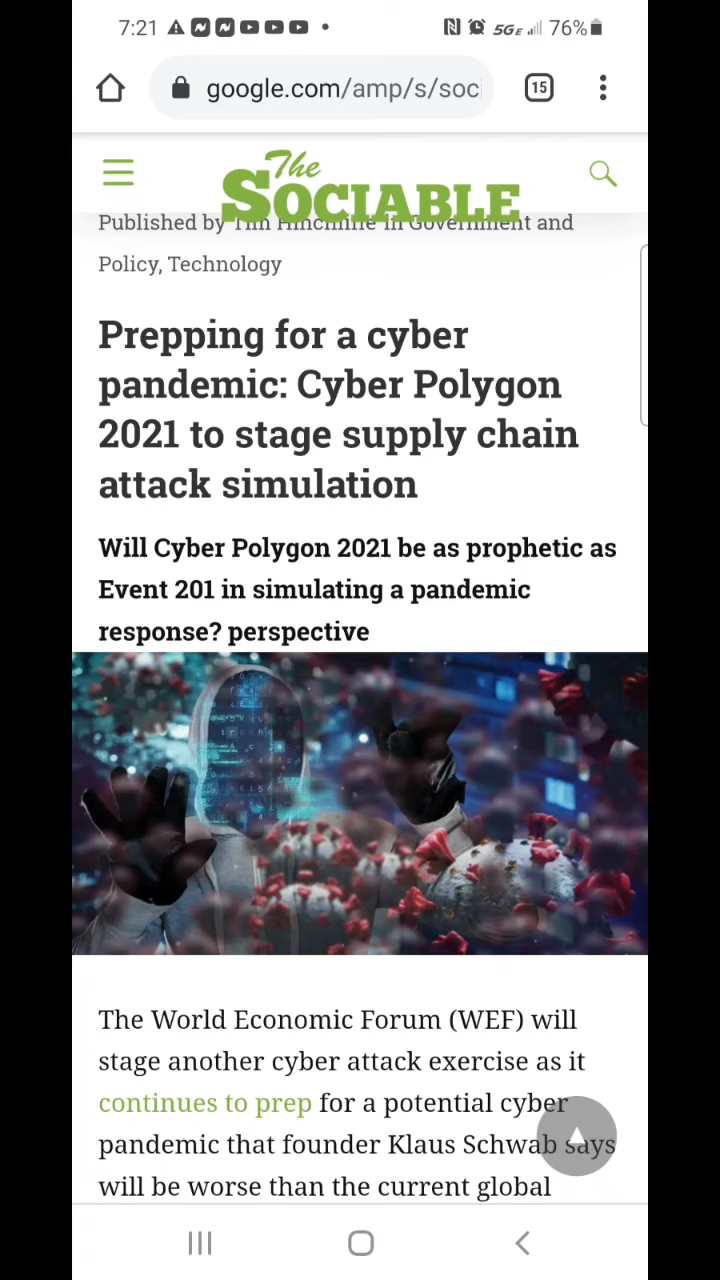 7:21
5GE 76%
google.com/amp/s/soci
15
The
SOCIABLE
Published by Tim Hinchliffe in Government and
Policy, Technology
Prepping for a cyber
pandemic: Cyber Polygon
2021 to stage supply chain
attack simulation
Will Cyber Polygon 2021 be as prophetic as
Event 201 in simulating a pandemic
response? perspective
The World Economic Forum (WEF) will
stage another cyber attack exercise as it
continues to prep for a potential cyber
pandemic that founder Klaus Schwab says
will be worse than the current global